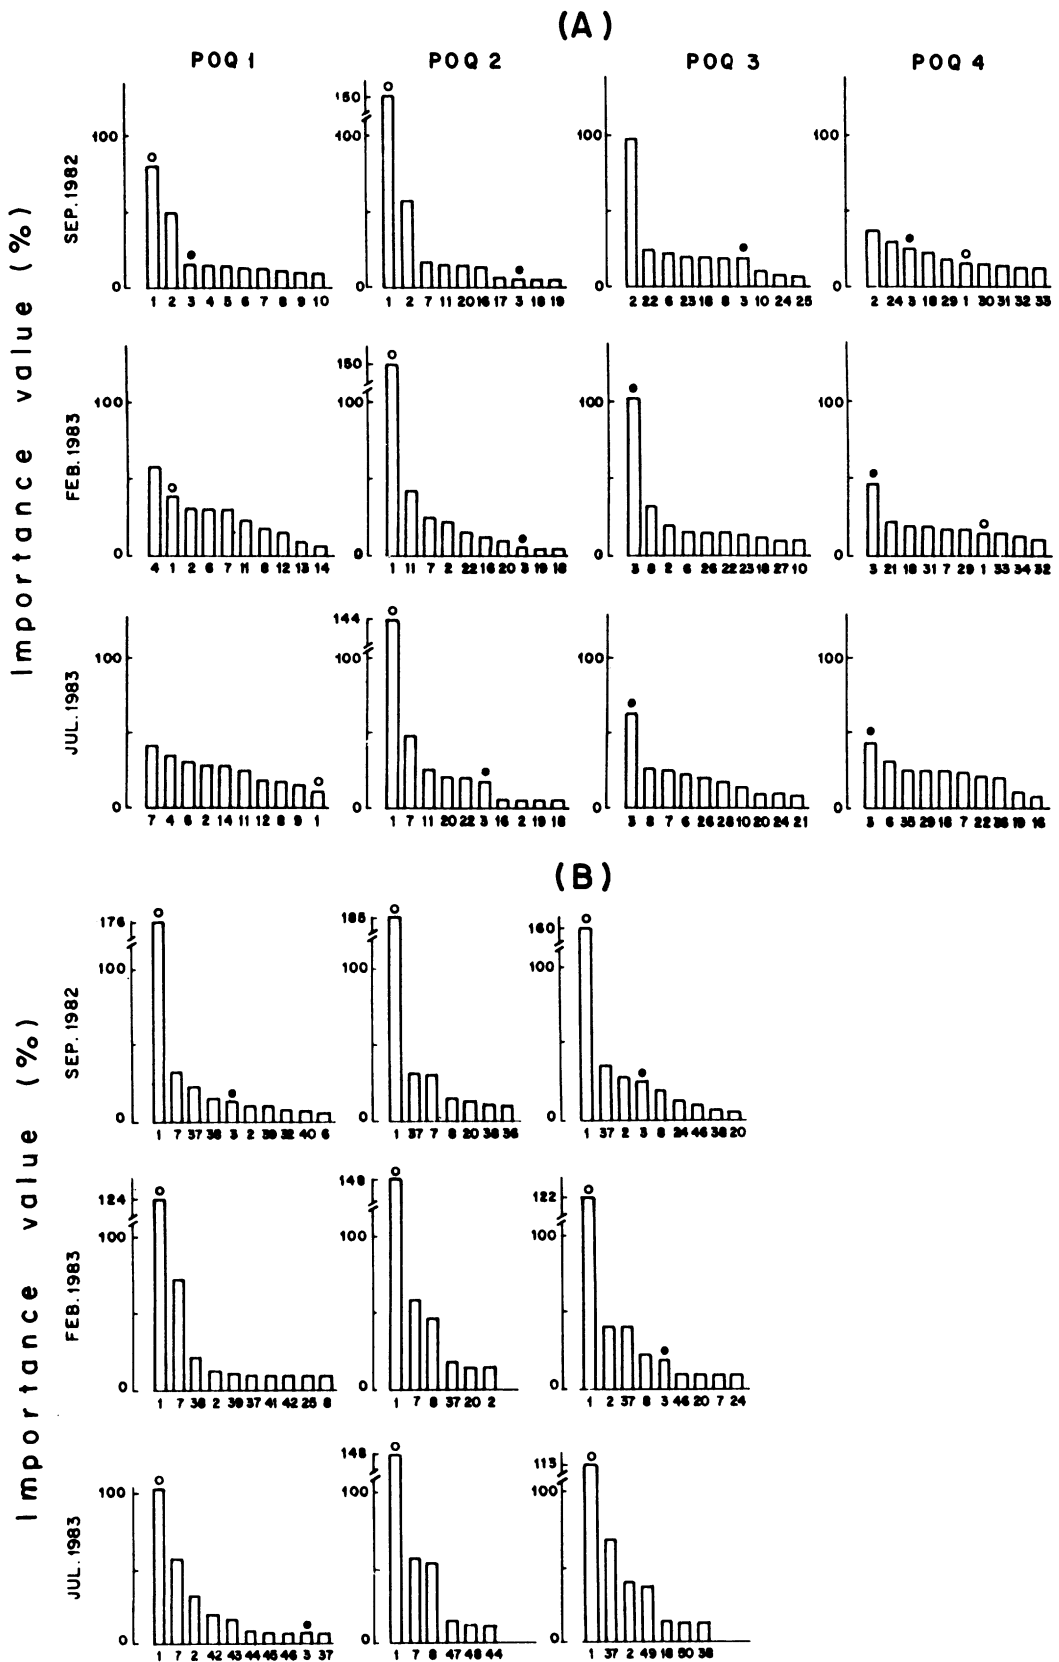 (A)
POQ 1 POQ 2 POQ 3 POQ 4
Importance value (%)
SEP. 1982
100 0
1 2 3 4 5 6 7 8 9 10
150 100 0
1 2 7 11 20 16 17 3 18 19
100 0
2 22 6 23 18 8 3 10 24 25
100 0
2 24 3 18 29 1 30 31 32 33
FEB. 1983
100 0
4 1 2 6 7 11 8 12 13 14
150 100 0
1 11 7 2 22 16 20 3 19 18
100 0
3 8 2 6 26 22 23 18 27 10
100 0
3 21 18 31 7 29 1 33 34 32
JUL. 1983
100 0
7 4 6 2 14 11 12 8 9 1
144 100 0
1 7 11 20 22 3 16 2 19 18
100 0
3 8 7 6 26 28 10 20 24 21
100 0
3 6 35 29 18 7 22 36 19 16
(B)
Importance value (%)
SEP. 1982
176 100 0
1 7 37 38 3 2 39 32 40 6
185 100 0
1 37 7 8 20 38 36
160 100 0
1 37 2 3 8 24 46 38 20
FEB. 1983
124 100 0
1 7 38 2 39 37 41 42 25 8
148 100 0
1 7 8 37 20 2
122 100 0
1 2 37 8 3 46 20 7 24
JUL. 1983
100 0
1 7 2 42 43 44 45 46 3 37
148 100 0
1 7 8 47 48 44
113 100 0
1 37 2 49 18 50 38